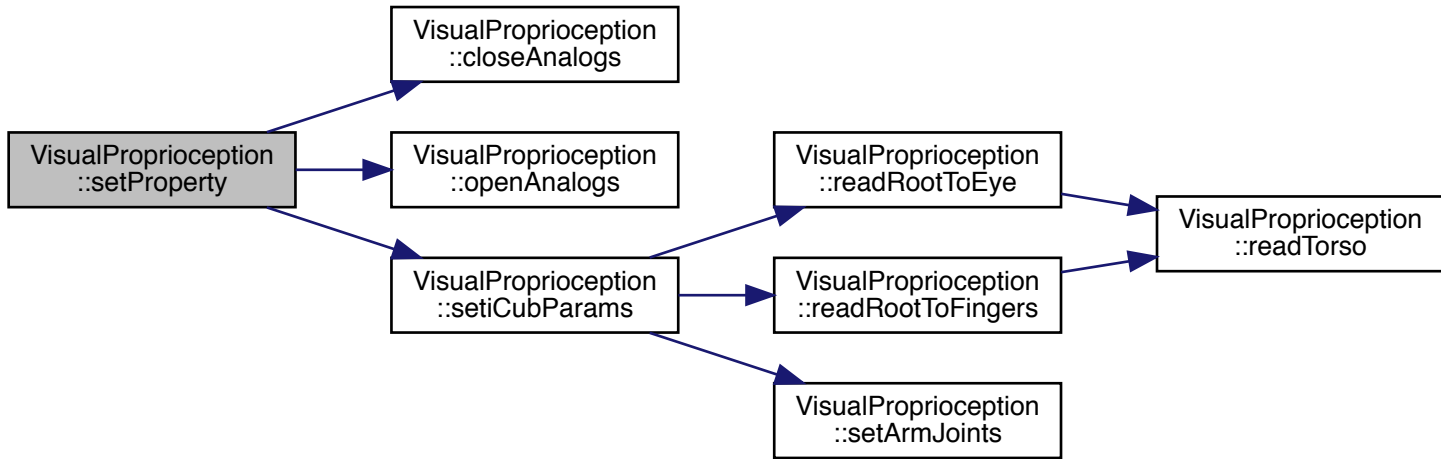 VisualProprioception
::closeAnalogs
VisualProprioception
::setProperty
VisualProprioception
::openAnalogs
VisualProprioception
::setiCubParams
VisualProprioception
::readRootToEye
VisualProprioception
::readRootToFingers
VisualProprioception
::setArmJoints
VisualProprioception
::readTorso